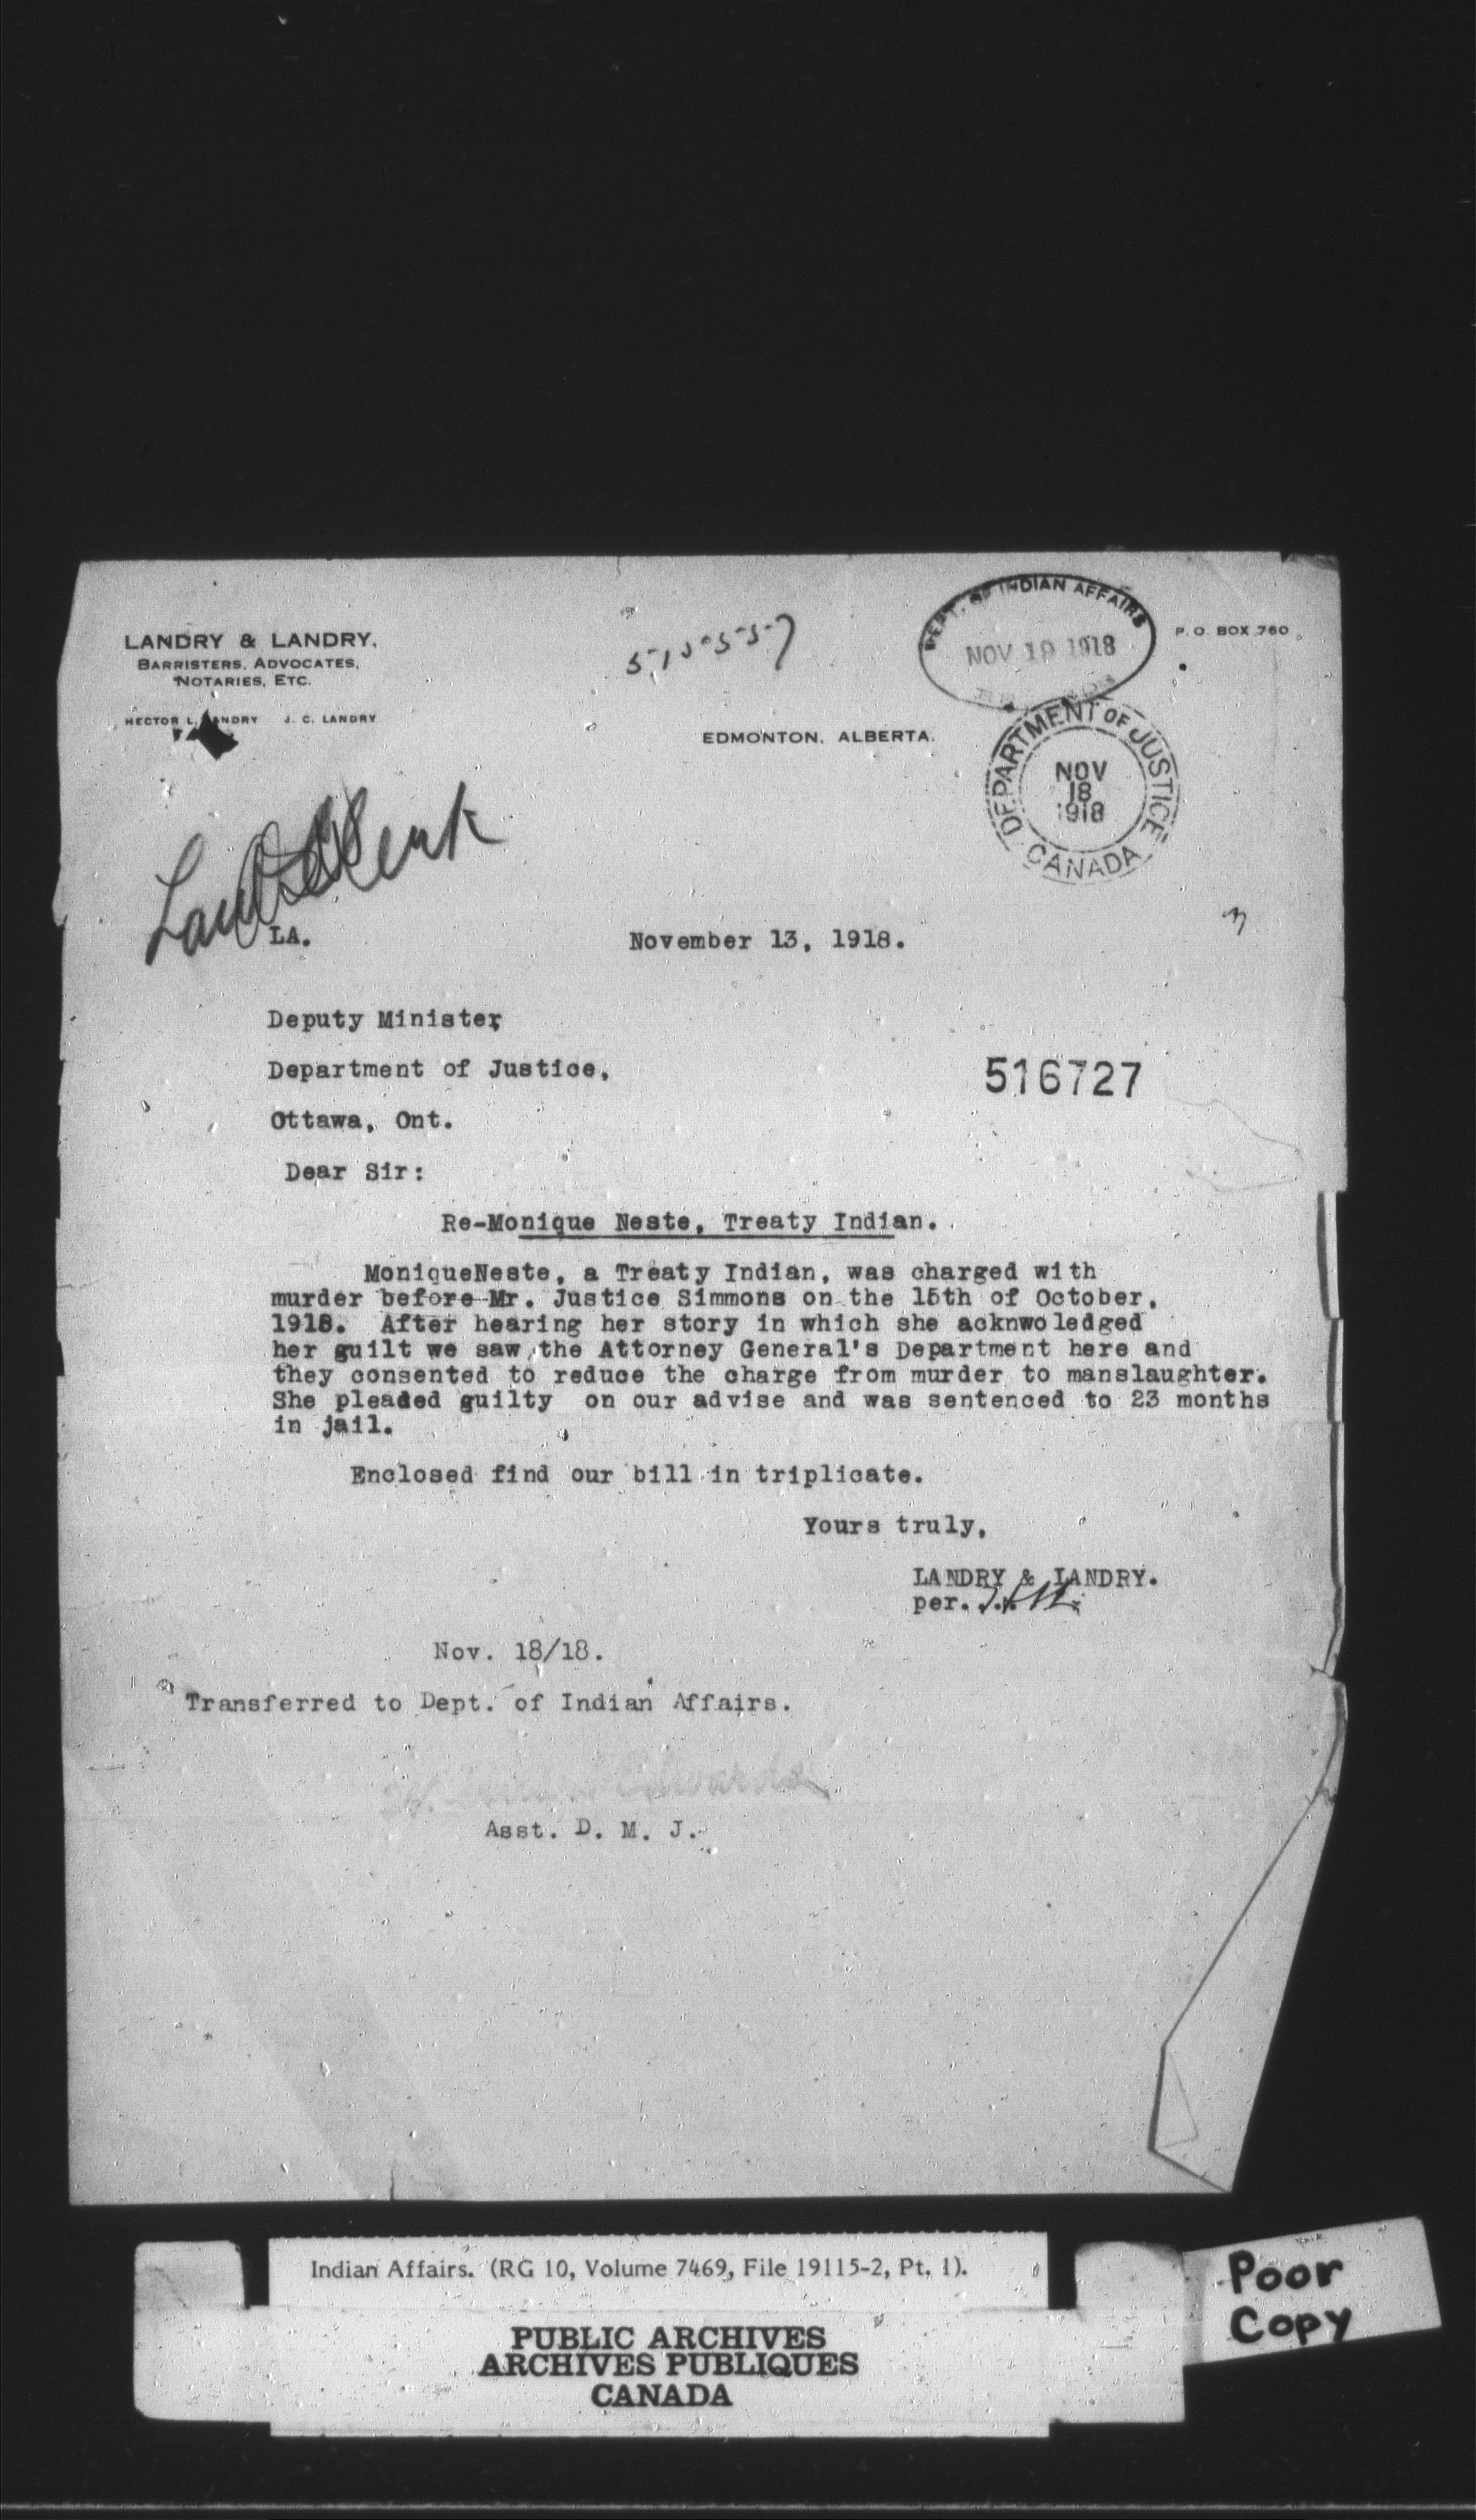 LANDRY & LANDRY.
BARRISTERS, ADVOCATES,
NOTARIES, ETC.
HECTOR L. LANDRY J. C. LANDRY
DEPT. OF INDIAN AFFAIRS
NOV 19 1918
P. O. BOX 760
EDMONTON, ALBERTA.
DEPARTMENT OF JUSTICE
NOV
18
1918
CANADA
LA.
November 13, 1918.
3
Deputy Minister
Department of Justice,
516727
Ottawa, Ont.
Dear Sir:
Re-Monique Neste, Treaty Indian.
MoniqueNeste, a Treaty Indian, was charged with
murder before Mr. Justice Simmons on the 15th of October,
1918. After hearing her story in which she acknwoledged
her guilt we saw the Attorney General's Department here and
they consented to reduce the charge from murder to manslaughter.
She pleaded guilty on our advise and was sentenced to 23 months
in jail.
Enclosed find our bill in triplicate.
Yours truly,
LANDRY & LANDRY.
per.
Nov. 18/18.
Transferred to Dept. of Indian Affairs.
Edwards
Asst. D. M. J.
Indian Affairs. (RG 10, Volume 7469, File 19115-2, Pt. 1).
PUBLIC ARCHIVES
ARCHIVES PUBLIQUES
CANADA
Poor
Copy